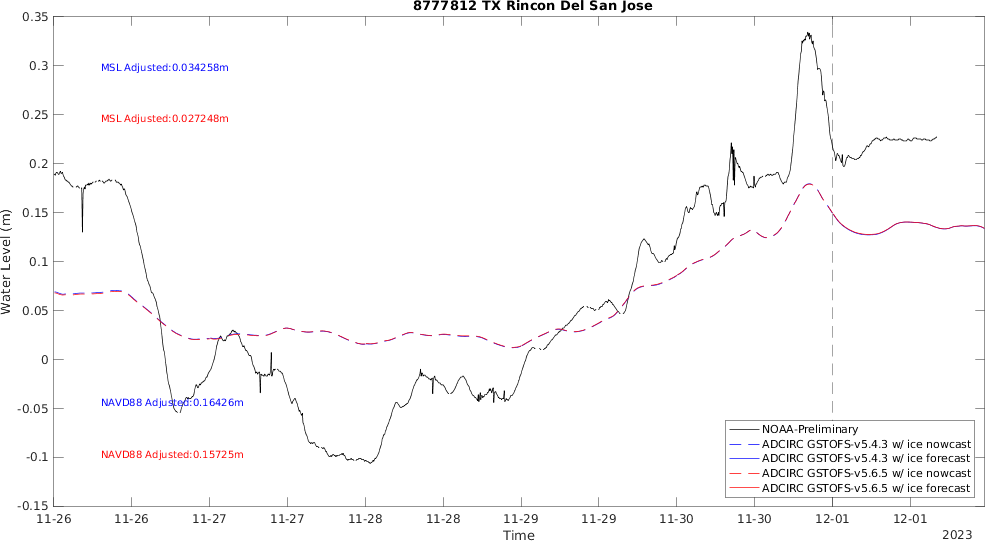 8777812 TX Rincon Del San Jose
0.35
0.3
0.25
0.2
0.15
0.1
0.05
0
-0.05
-0.1
-0.15
Water Level (m)
MSL Adjusted:0.034258m
MSL Adjusted:0.027248m
NAVD88 Adjusted:0.16426m
NAVD88 Adjusted:0.15725m
NOAA-Preliminary
ADCIRC GSTOFS-v5.4.3 w/ ice nowcast
ADCIRC GSTOFS-v5.4.3 w/ ice forecast
ADCIRC GSTOFS-v5.6.5 w/ ice nowcast
ADCIRC GSTOFS-v5.6.5 w/ ice forecast
11-26 11-26 11-27 11-27 11-28 11-28 11-29 11-29 11-30 11-30 12-01 12-01
Time
2023